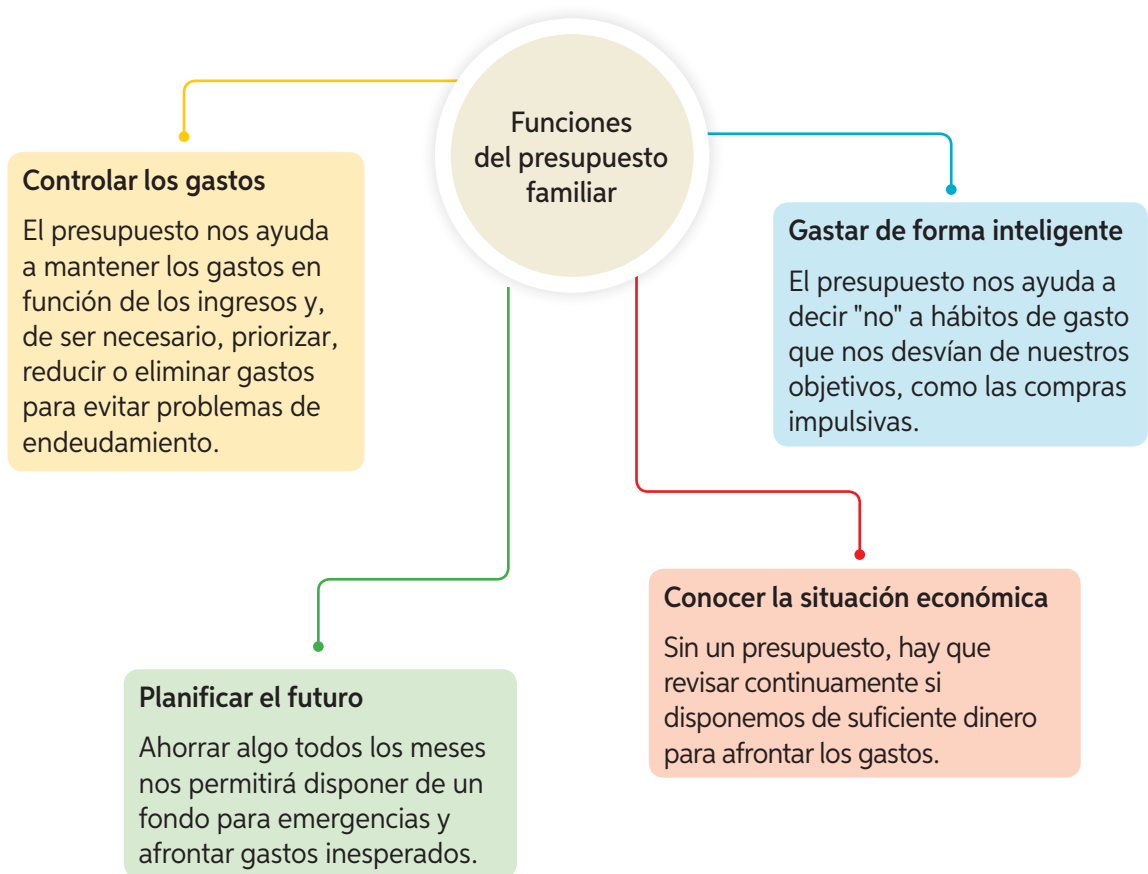 Funciones
del presupuesto
familiar
Controlar los gastos
El presupuesto nos ayuda
a mantener los gastos en
función de los ingresos y,
de ser necesario, priorizar,
reducir o eliminar gastos
para evitar problemas de
endeudamiento.
Gastar de forma inteligente
El presupuesto nos ayuda a
decir "no" a hábitos de gasto
que nos desvían de nuestros
objetivos, como las compras
impulsivas.
Planificar el futuro
Ahorrar algo todos los meses
nos permitirá disponer de un
fondo para emergencias y
afrontar gastos inesperados.
Conocer la situación económica
Sin un presupuesto, hay que
revisar continuamente si
disponemos de suficiente dinero
para afrontar los gastos.